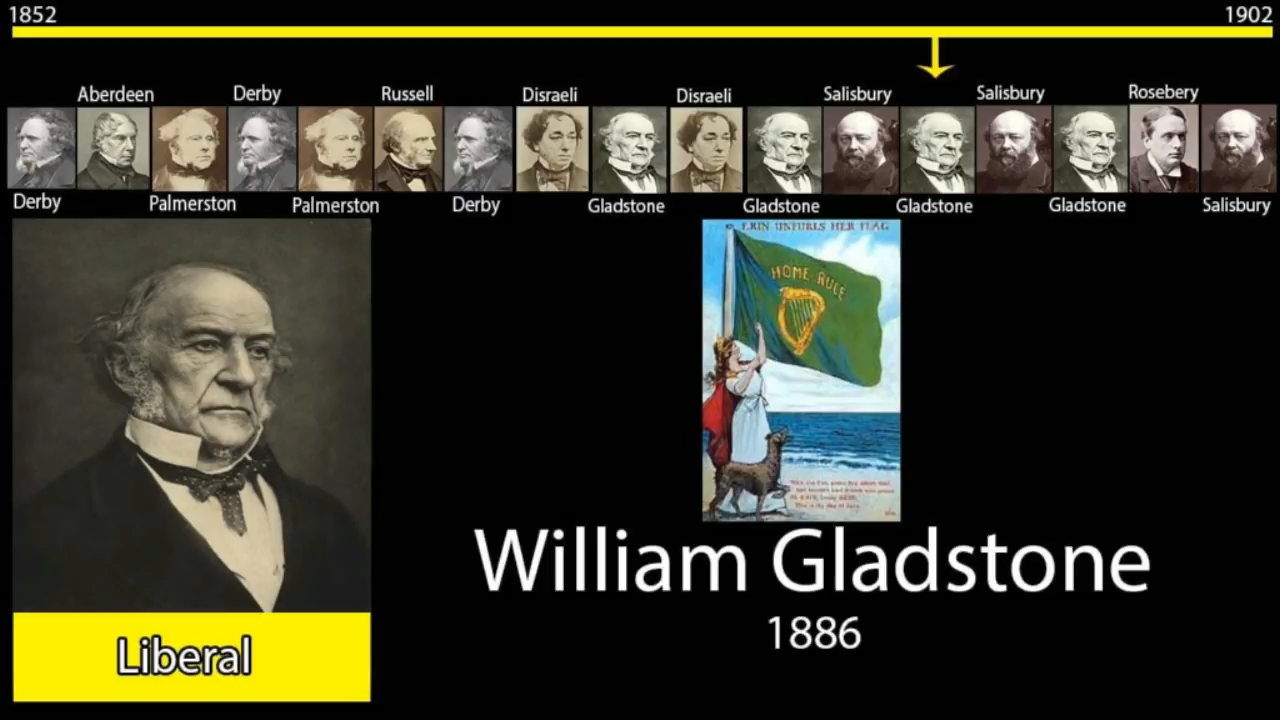 1852 1902
Aberdeen Derby Russell Disraeli Disraeli Salisbury Salisbury Rosebery
Derby Palmerston Palmerston Derby Gladstone Gladstone Gladstone Gladstone Salisbury
ERIN UNFURLS HER FLAG
HOME RULE
William Gladstone
1886
Liberal